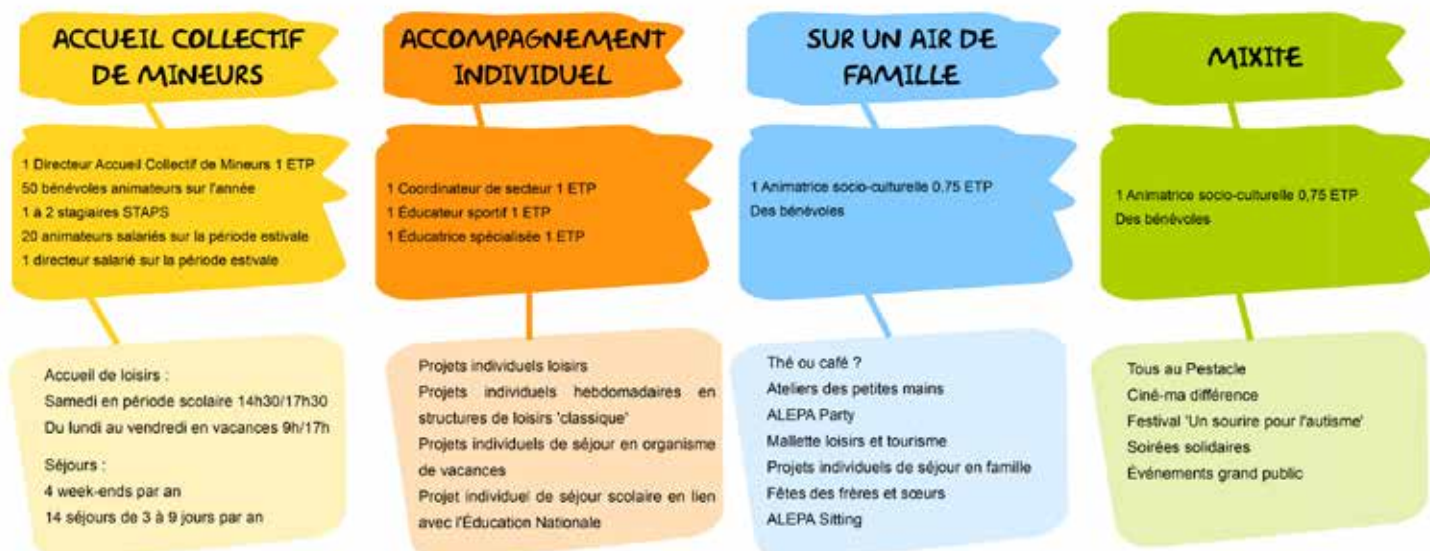 ACCUEIL COLLECTIF
DE MINEURS
1 Directeur Accueil Collectif de Mineurs 1 ETP
50 bénévoles animateurs sur l'année
1 à 2 stagiaires STAPS
20 animateurs salariés sur la période estivale
1 directeur salarié sur la période estivale
Accueil de loisirs :
Samedi en période scolaire 14h30/17h30
Du lundi au vendredi en vacances 9h/17h
Séjours :
4 week-ends par an
14 séjours de 3 à 9 jours par an
ACCOMPAGNEMENT
INDIVIDUEL
1 Coordinateur de secteur 1 ETP
1 Éducateur sportif 1 ETP
1 Éducatrice spécialisée 1 ETP
Projets individuels loisirs
Projets individuels hebdomadaires en
structures de loisirs 'classique'
Projets individuels de séjour en organisme
de vacances
Projet individuel de séjour scolaire en lien
avec l'Éducation Nationale
SUR UN AIR DE
FAMILLE
1 Animatrice socio-culturelle 0,75 ETP
Des bénévoles
Thé ou café ?
Ateliers des petites mains
ALEPA Party
Mallette loisirs et tourisme
Projets individuels de séjour en famille
Fêtes des frères et sœurs
ALEPA Sitting
MIXITE
1 Animatrice socio-culturelle 0,75 ETP
Des bénévoles
Tous au Pestacle
Ciné-ma différence
Festival 'Un sourire pour l'autisme'
Soirées solidaires
Événements grand public